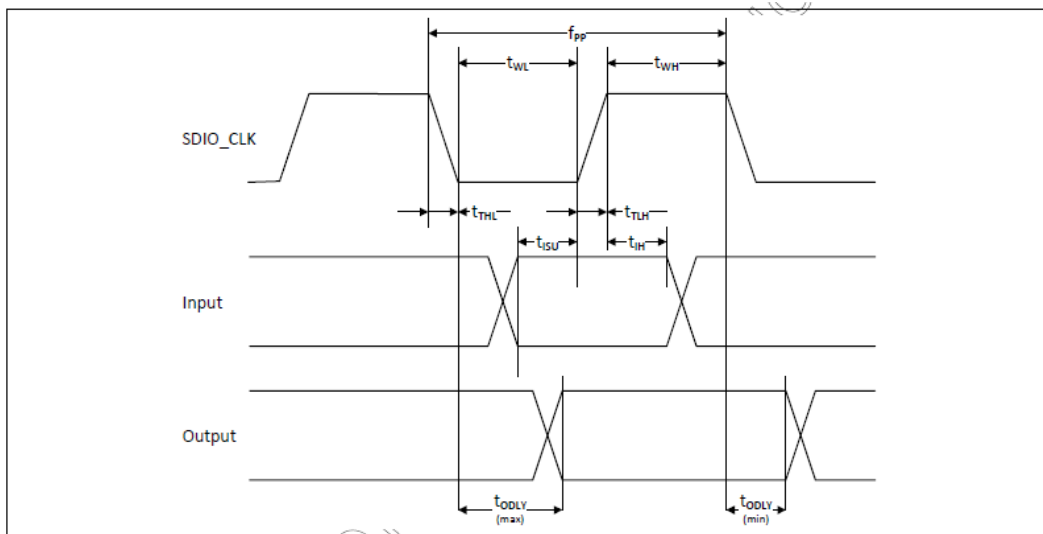 fPP
tWL
tWH
SDIO_CLK
tTHL
tTLH
tISU
tIH
Input
Output
tODLY
(max)
tODLY
(min)